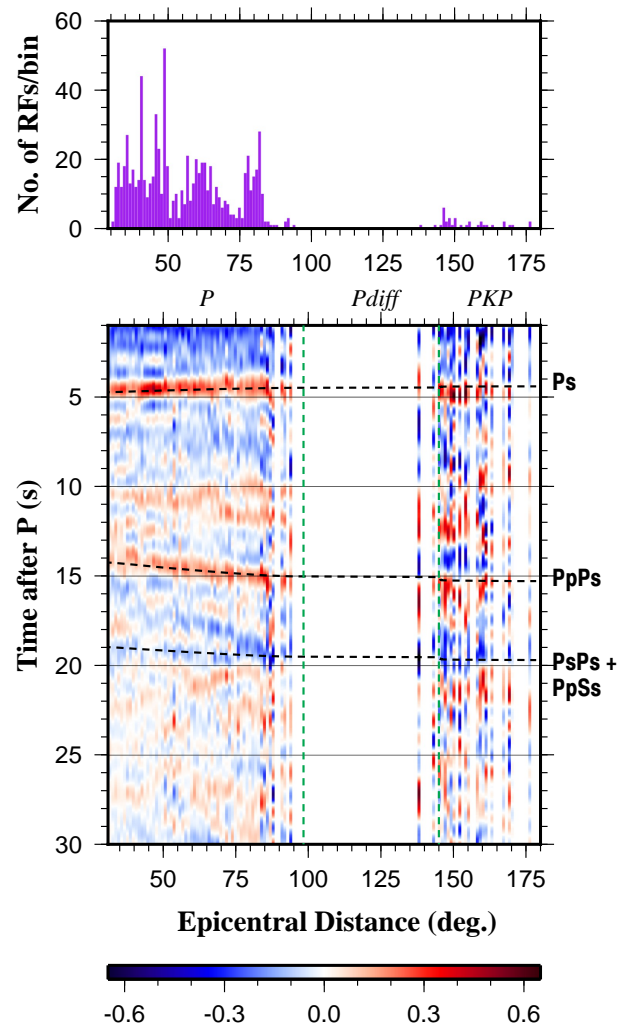 60
40
20
0
No. of RFs/bin
50 75 100 125 150 175
P Pdiff PKP
5
10
15
20
25
30
Time after P (s)
Ps
PpPs
PsPs +
PpSs
50 75 100 125 150 175
Epicentral Distance (deg.)
-0.6 -0.3 0.0 0.3 0.6